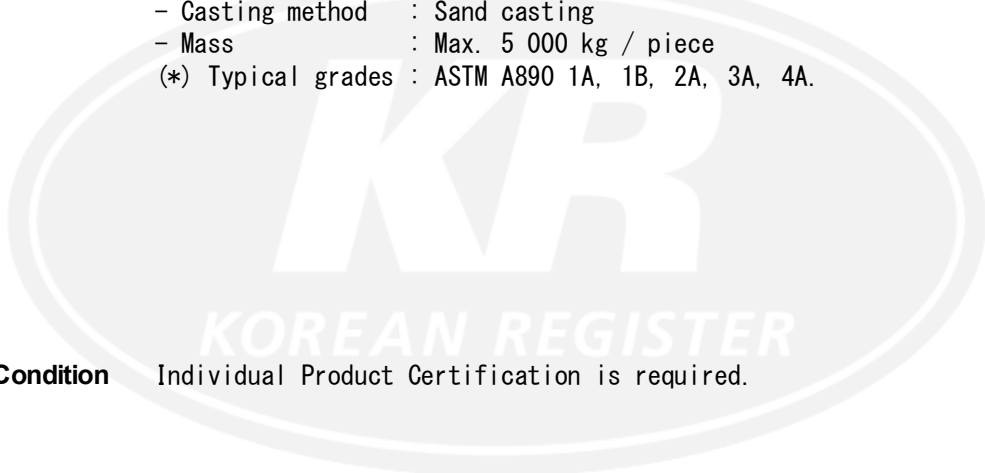 - Casting method : Sand casting
- Mass : Max. 5 000 kg / piece
(*) Typical grades : ASTM A890 1A, 1B, 2A, 3A, 4A.
KR
KOREAN REGISTER
Condition Individual Product Certification is required.